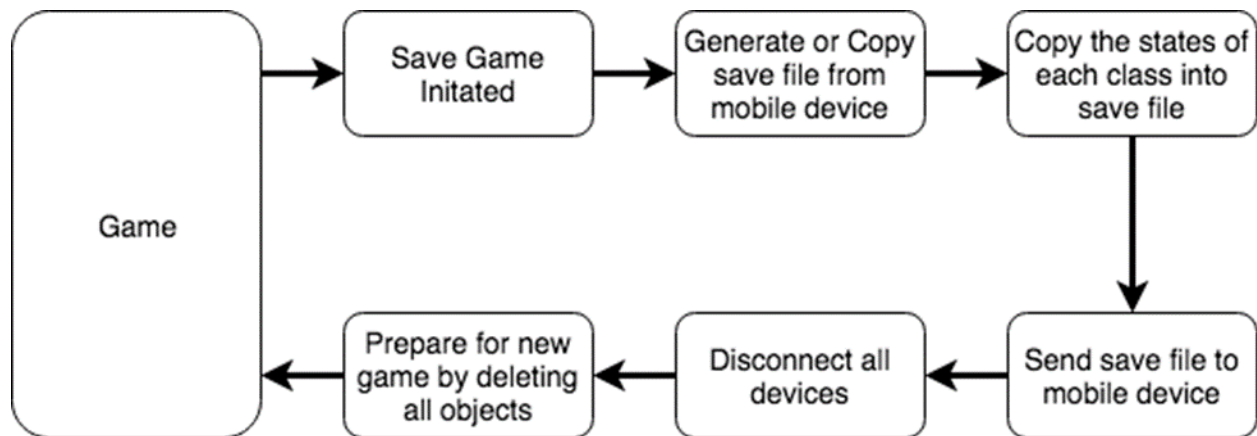 Game
Save Game
Initated
Generate or Copy
save file from
mobile device
Copy the states of
each class into
save file
Send save file to
mobile device
Disconnect all
devices
Prepare for new
game by deleting
all objects